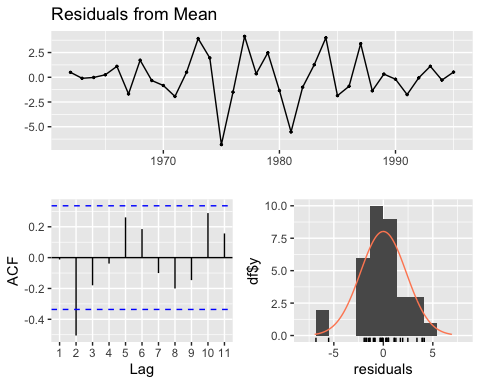 Residuals from Mean
2.5
0.0
-2.5
-5.0
1970 1980 1990
ACF
0.2
0.0
-0.2
-0.4
1 2 3 4 5 6 7 8 9 10 11
Lag
df$y
10.0
7.5
5.0
2.5
0.0
-5 0 5
residuals